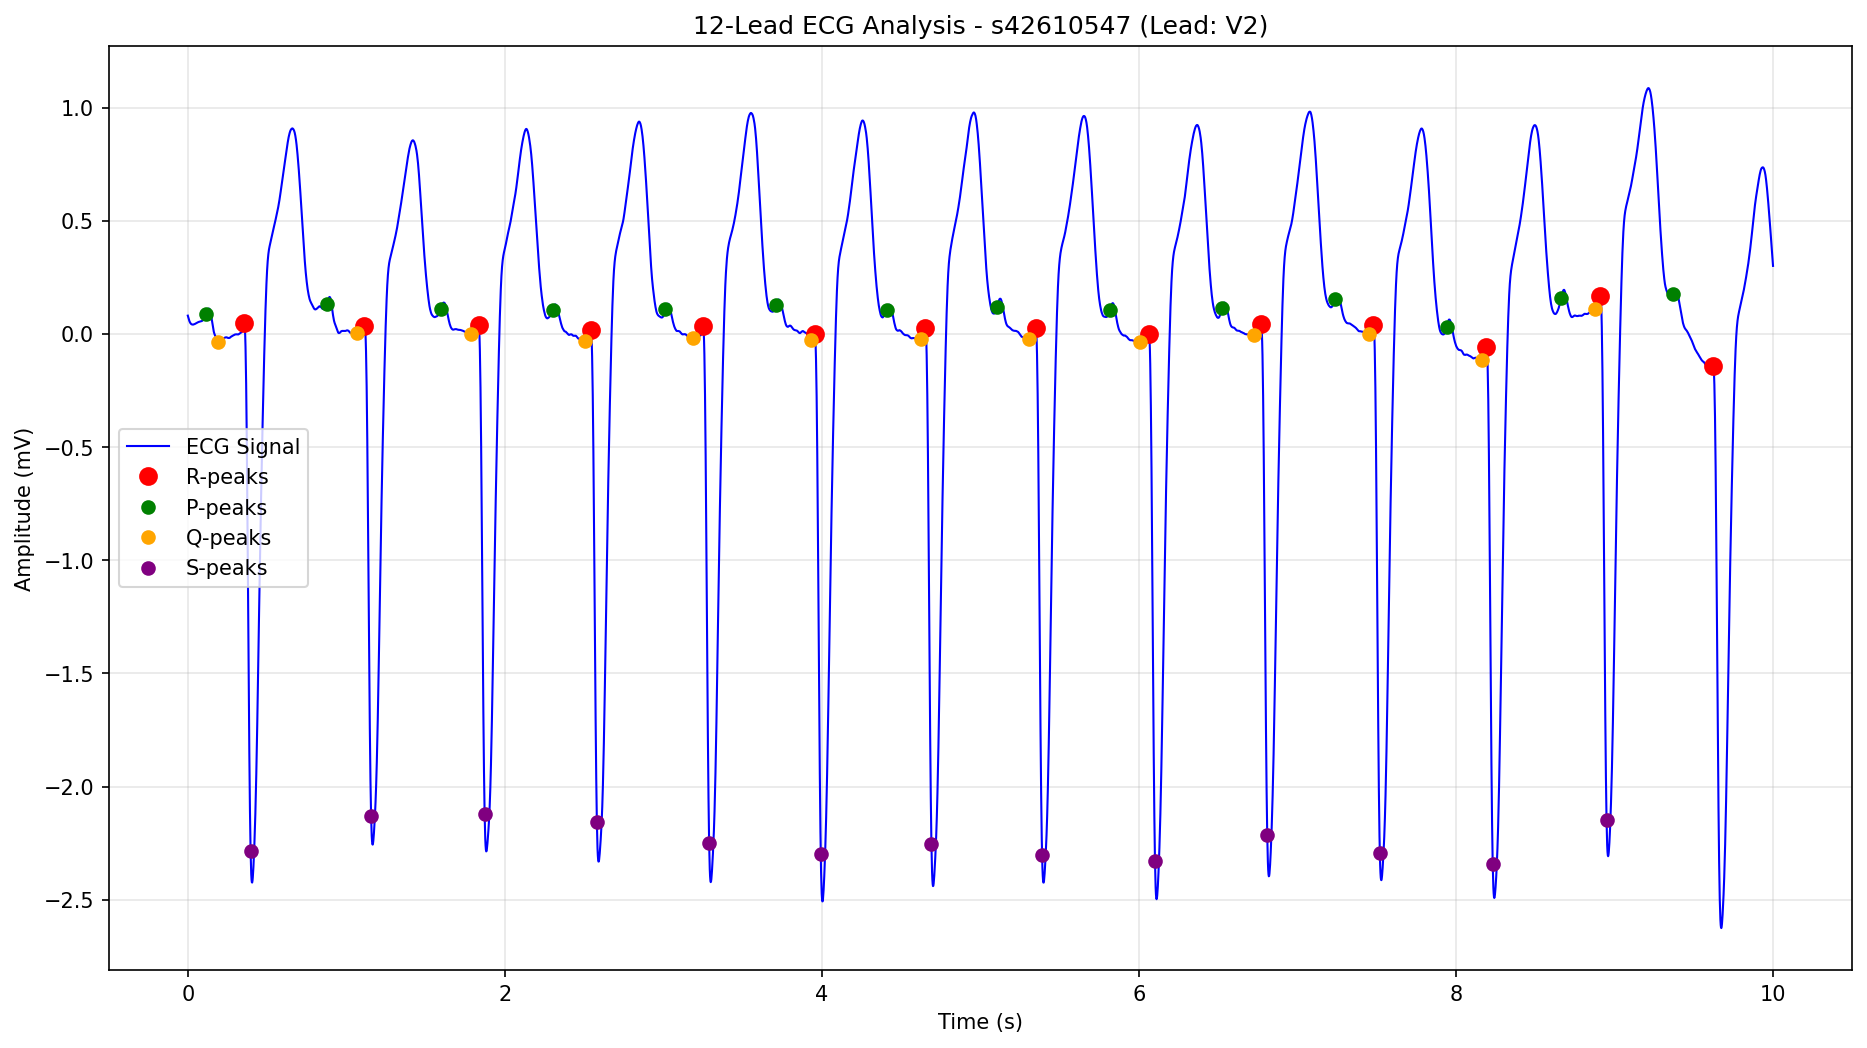 12-Lead ECG Analysis - s42610547 (Lead: V2)
Amplitude (mV)
1.0
0.5
0.0
−0.5
−1.0
−1.5
−2.0
−2.5
ECG Signal
R-peaks
P-peaks
Q-peaks
S-peaks
0 2 4 6 8 10
Time (s)